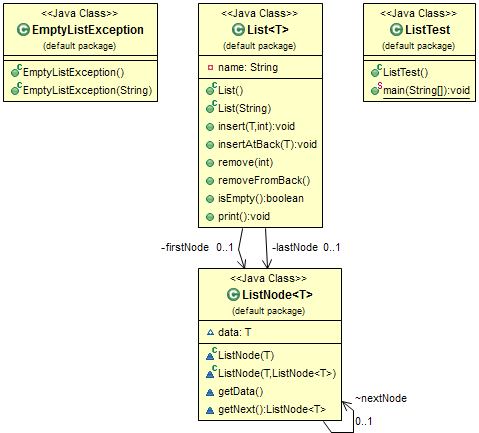 <<Java Class>>
EmptyListException
(default package)
EmptyListException()
EmptyListException(String)
<<Java Class>>
List<T>
(default package)
name: String
List()
List(String)
insert(T,int):void
insertAtBack(T):void
remove(int)
removeFromBack()
isEmpty():boolean
print():void
<<Java Class>>
ListTest
(default package)
ListTest()
main(String[]):void
-firstNode 0..1
-lastNode 0..1
<<Java Class>>
ListNode<T>
(default package)
data: T
ListNode(T)
ListNode(T,ListNode<T>)
getData()
getNext():ListNode<T>
~nextNode
0..1